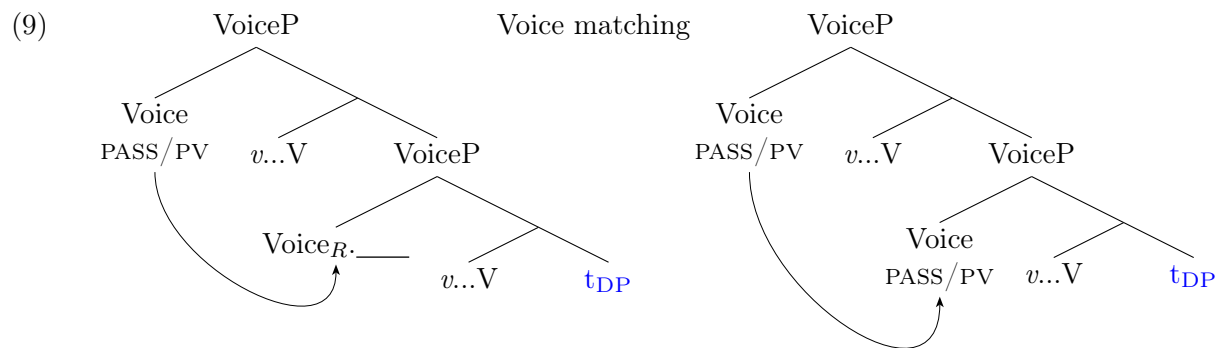 (9) VoiceP Voice matching VoiceP
Voice Voice
PASS/PV v...V VoiceP PASS/PV v...V VoiceP
Voice_R.___ v...V t_DP Voice
PASS/PV v...V t_DP